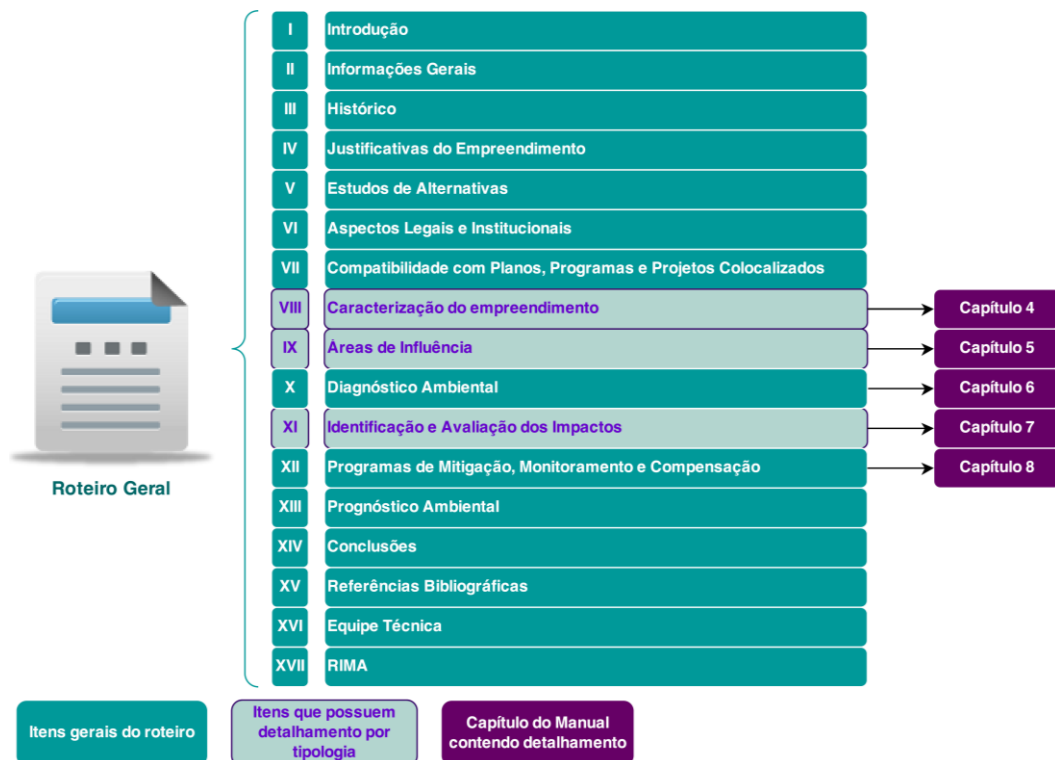 I Introdução
II Informações Gerais
III Histórico
IV Justificativas do Empreendimento
V Estudos de Alternativas
VI Aspectos Legais e Institucionais
VII Compatibilidade com Planos, Programas e Projetos Colocalizados
VIII Caracterização do empreendimento Capítulo 4
IX Áreas de Influência Capítulo 5
X Diagnóstico Ambiental Capítulo 6
XI Identificação e Avaliação dos Impactos Capítulo 7
XII Programas de Mitigação, Monitoramento e Compensação Capítulo 8
XIII Prognóstico Ambiental
XIV Conclusões
XV Referências Bibliográficas
XVI Equipe Técnica
XVII RIMA
Roteiro Geral
Itens gerais do roteiro
Itens que possuem
detalhamento por
tipologia
Capítulo do Manual
contendo detalhamento